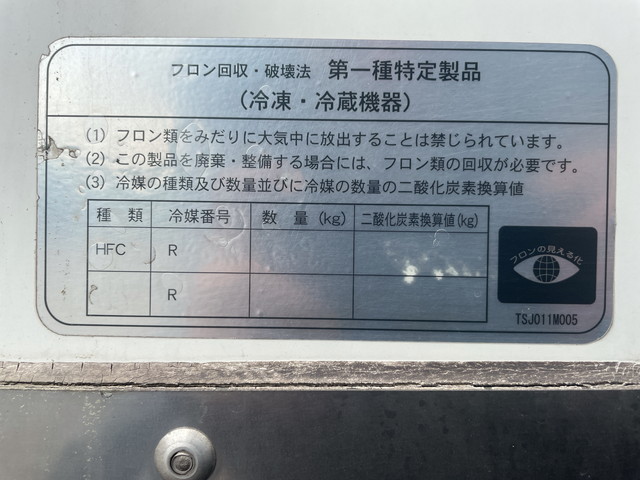 フロン回収・破壊法 第一種特定製品
(冷凍・冷蔵機器)
(1) フロン類をみだりに大気中に放出することは禁じられています。
(2) この製品を廃棄・整備する場合には、フロン類の回収が必要です。
(3) 冷媒の種類及び数量並びに冷媒の数量の二酸化炭素換算値
種 類 冷媒番号 数 量 (kg) 二酸化炭素換算値(kg)
HFC R
R
フロンの見える化
TSJ011M005